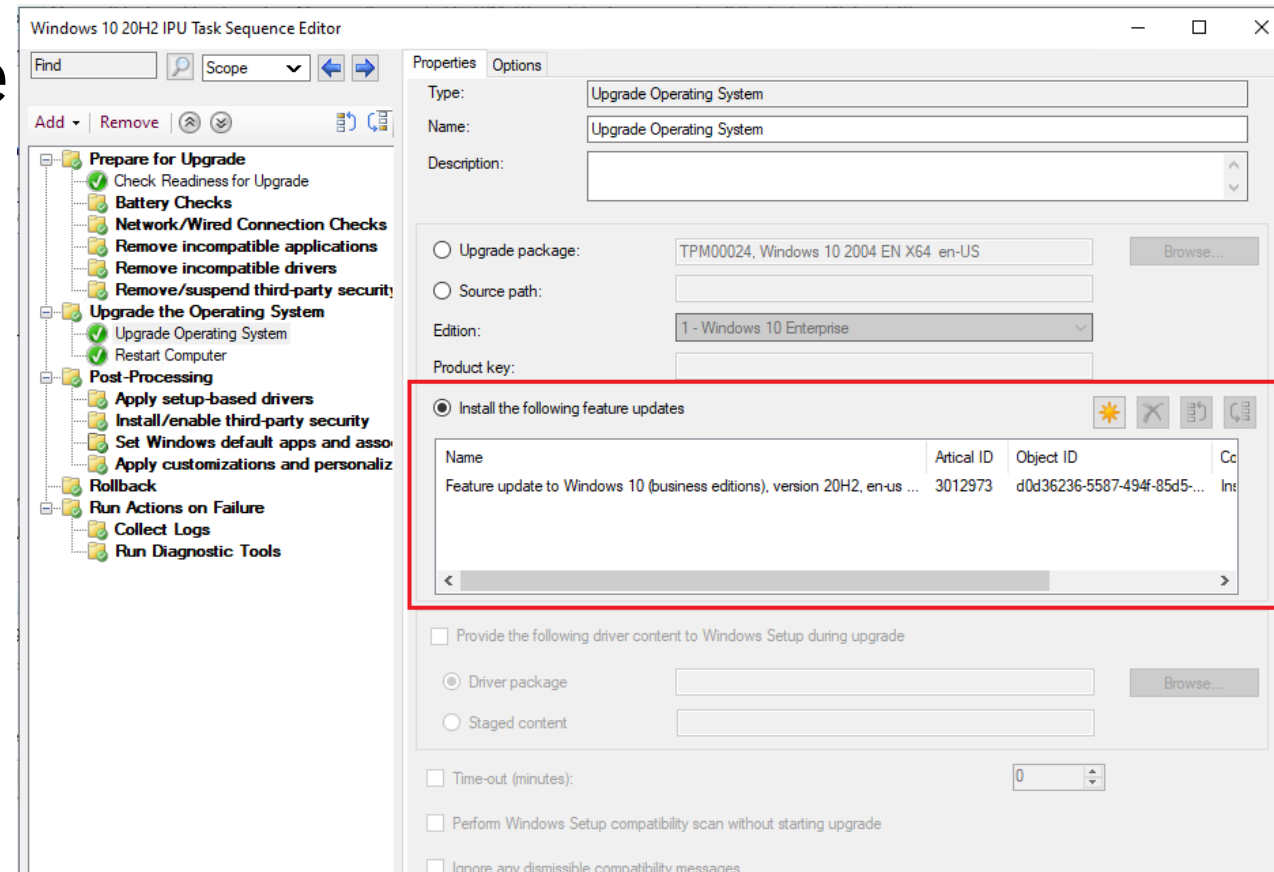 e
Windows 10 20H2 IPU Task Sequence Editor
Find
Scope
Add
Remove
Prepare for Upgrade
Check Readiness for Upgrade
Battery Checks
Network/Wired Connection Checks
Remove incompatible applications
Remove incompatible drivers
Remove/suspend third-party security
Upgrade the Operating System
Upgrade Operating System
Restart Computer
Post-Processing
Apply setup-based drivers
Install/enable third-party security
Set Windows default apps and asso
Apply customizations and personaliz
Rollback
Run Actions on Failure
Collect Logs
Run Diagnostic Tools
Properties Options
Type: Upgrade Operating System
Name: Upgrade Operating System
Description:
Upgrade package: TPM00024, Windows 10 2004 EN X64 en-US Browse...
Source path:
Edition: 1 - Windows 10 Enterprise
Product key:
Install the following feature updates
Name Artical ID Object ID Co
Feature update to Windows 10 (business editions), version 20H2, en-us ... 3012973 d0d36236-5587-494f-85d5-... Ins
Provide the following driver content to Windows Setup during upgrade
Driver package Browse...
Staged content
Time-out (minutes): 0
Perform Windows Setup compatibility scan without starting upgrade
Ignore any dismissible compatibility messages